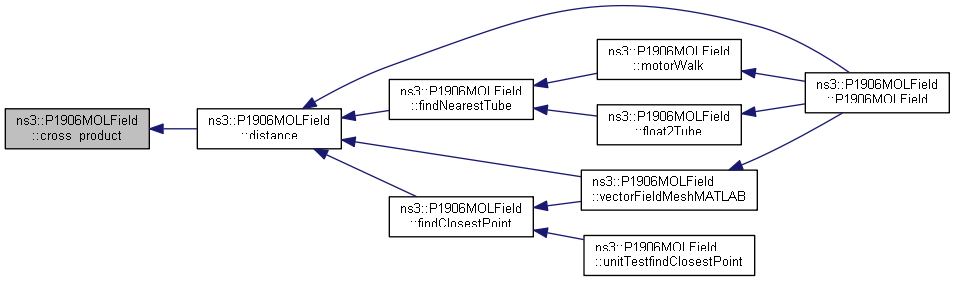 ns3::P1906MOLField
::cross_product
ns3::P1906MOLField
::distance
ns3::P1906MOLField
::findNearestTube
ns3::P1906MOLField
::findClosestPoint
ns3::P1906MOLField
::motorWalk
ns3::P1906MOLField
::float2Tube
ns3::P1906MOLField
::vectorFieldMeshMATLAB
ns3::P1906MOLField
::unitTestfindClosestPoint
ns3::P1906MOLField
::P1906MOLField